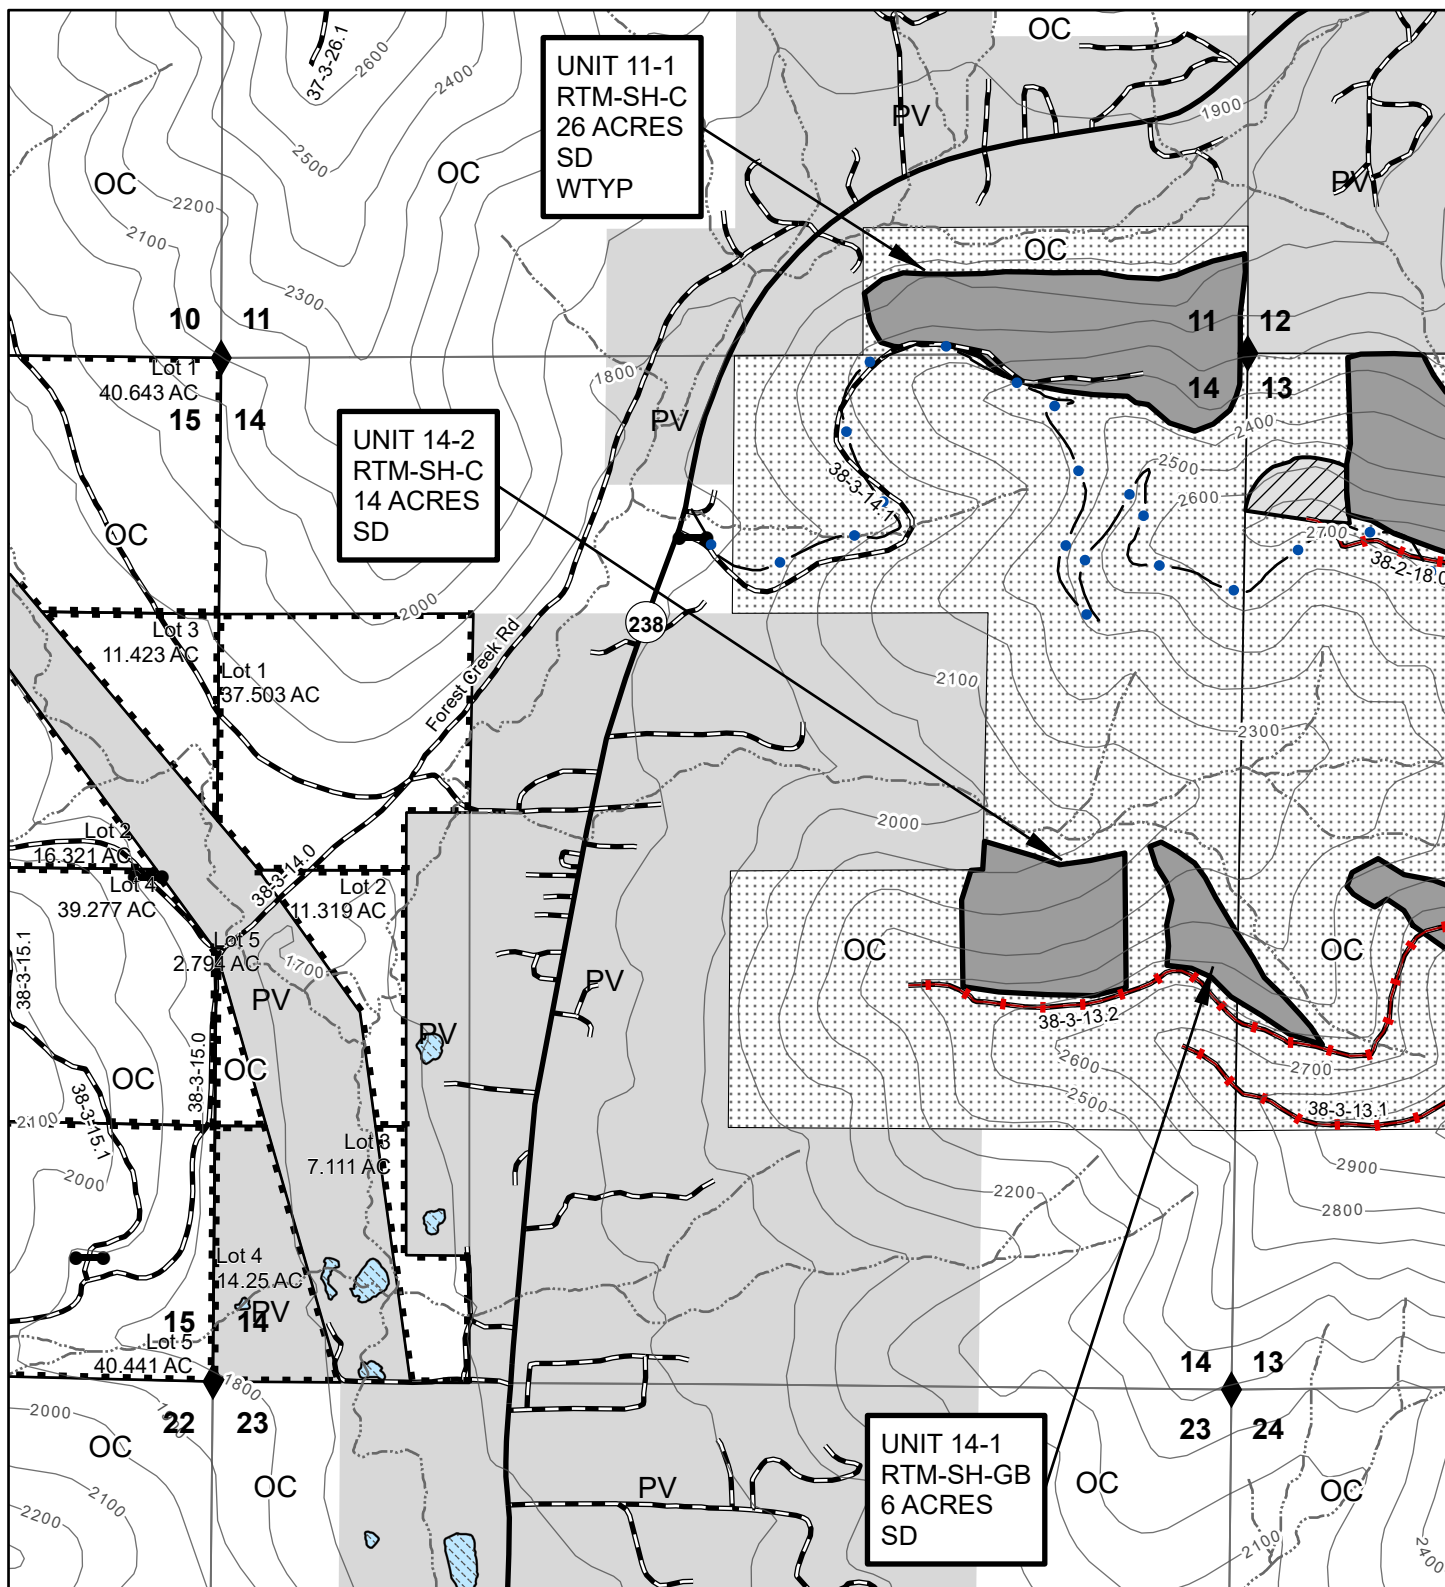 OC
37-3-26.1
2600
2400
UNIT 11-1
RTM-SH-C
26 ACRES
SD
WTYP
PV
1900
2500
OC
OC
PV
2200
2100
OC
2300
10
11
11
12
Lot 1
40.643 AC
1800
14
13
15
14
PV
2400
UNIT 14-2
RTM-SH-C
14 ACRES
SD
2500
38-3-14.1
2600
OC
2700
38-2-18.0
2000
238
Lot 3
11.423 AC
Forest Creek Rd
Lot 1
37.503 AC
2100
2300
2000
Lot 2
16.321 AC
38-3-14.0
Lot 4
39.277 AC
Lot 2
11.319 AC
38-3-15.1
Lot 5
2.794 AC
1700
OC
OC
PV
PV
PV
38-3-13.2
38-3-15.0
OC
OC
2600
2700
38-3-15.1
2500
38-3-13.1
2100
Lot 3
7.111 AC
2900
2000
2200
2800
Lot 4
14.25 AC
PV
15
14
Lot 5
40.441 AC
14
13
1800
2000
22
23
23
24
OC
UNIT 14-1
RTM-SH-GB
6 ACRES
SD
OC
PV
OC
OC
2100
2200
2100
2400